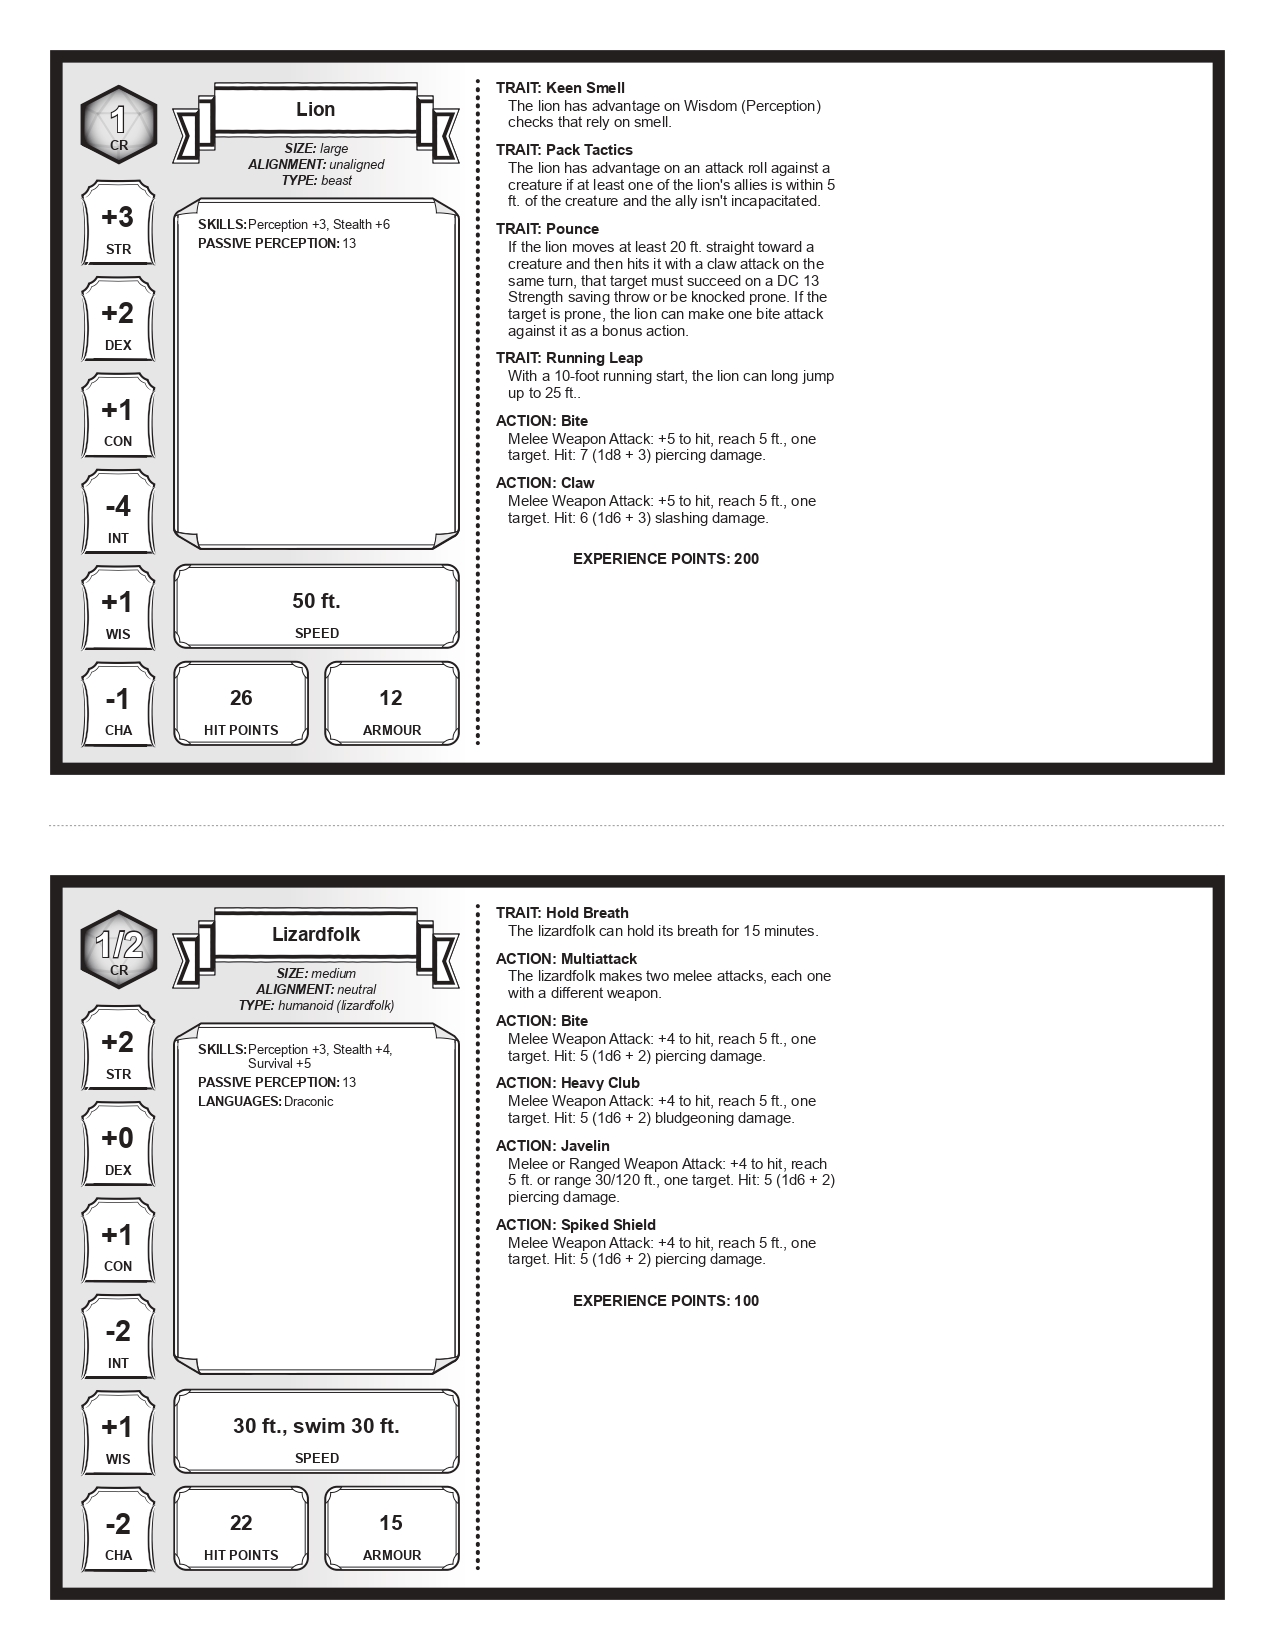 1
CR
Lion
SIZE: large
ALIGNMENT: unaligned
TYPE: beast
+3
STR
+2
DEX
+1
CON
-4
INT
+1
WIS
-1
CHA
SKILLS: Perception +3, Stealth +6
PASSIVE PERCEPTION: 13
50 ft.
SPEED
26
HIT POINTS
12
ARMOUR
TRAIT: Keen Smell
The lion has advantage on Wisdom (Perception)
checks that rely on smell.
TRAIT: Pack Tactics
The lion has advantage on an attack roll against a
creature if at least one of the lion's allies is within 5
ft. of the creature and the ally isn't incapacitated.
TRAIT: Pounce
If the lion moves at least 20 ft. straight toward a
creature and then hits it with a claw attack on the
same turn, that target must succeed on a DC 13
Strength saving throw or be knocked prone. If the
target is prone, the lion can make one bite attack
against it as a bonus action.
TRAIT: Running Leap
With a 10-foot running start, the lion can long jump
up to 25 ft..
ACTION: Bite
Melee Weapon Attack: +5 to hit, reach 5 ft., one
target. Hit: 7 (1d8 + 3) piercing damage.
ACTION: Claw
Melee Weapon Attack: +5 to hit, reach 5 ft., one
target. Hit: 6 (1d6 + 3) slashing damage.
EXPERIENCE POINTS: 200
1/2
CR
Lizardfolk
SIZE: medium
ALIGNMENT: neutral
TYPE: humanoid (lizardfolk)
+2
STR
+0
DEX
+1
CON
-2
INT
+1
WIS
-2
CHA
SKILLS: Perception +3, Stealth +4,
Survival +5
PASSIVE PERCEPTION: 13
LANGUAGES: Draconic
30 ft., swim 30 ft.
SPEED
22
HIT POINTS
15
ARMOUR
TRAIT: Hold Breath
The lizardfolk can hold its breath for 15 minutes.
ACTION: Multiattack
The lizardfolk makes two melee attacks, each one
with a different weapon.
ACTION: Bite
Melee Weapon Attack: +4 to hit, reach 5 ft., one
target. Hit: 5 (1d6 + 2) piercing damage.
ACTION: Heavy Club
Melee Weapon Attack: +4 to hit, reach 5 ft., one
target. Hit: 5 (1d6 + 2) bludgeoning damage.
ACTION: Javelin
Melee or Ranged Weapon Attack: +4 to hit, reach
5 ft. or range 30/120 ft., one target. Hit: 5 (1d6 + 2)
piercing damage.
ACTION: Spiked Shield
Melee Weapon Attack: +4 to hit, reach 5 ft., one
target. Hit: 5 (1d6 + 2) piercing damage.
EXPERIENCE POINTS: 100